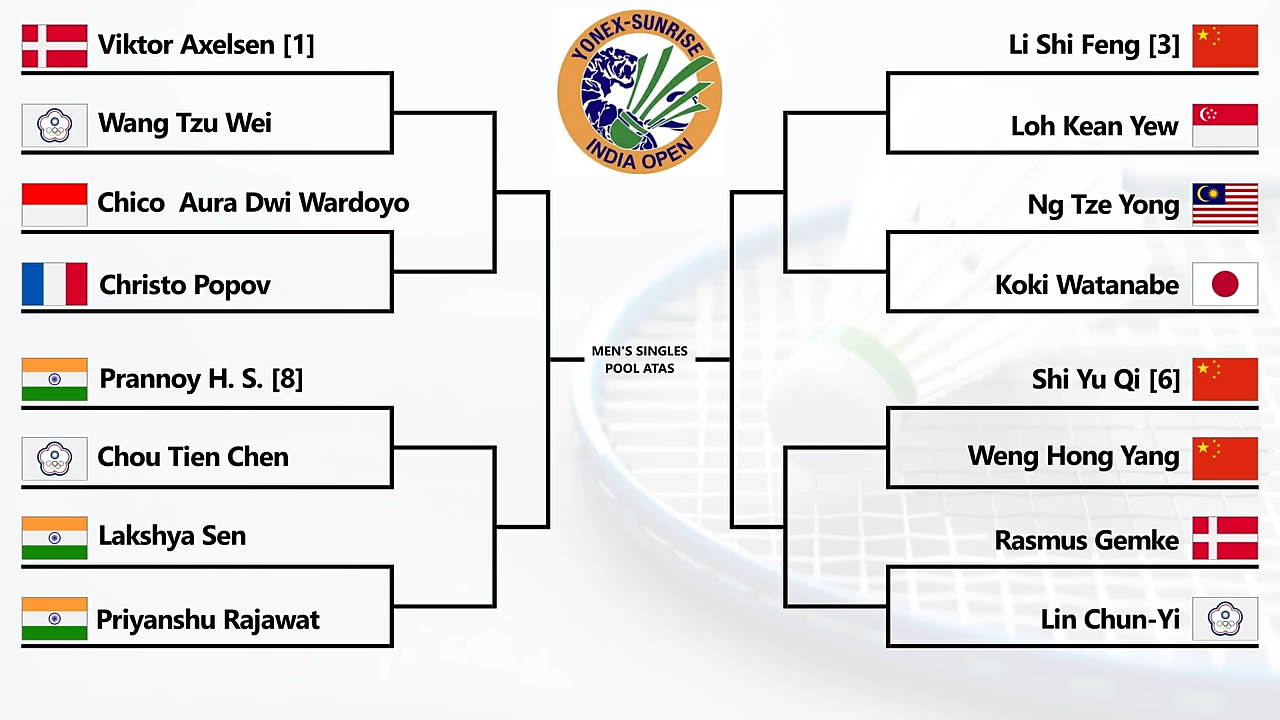 Viktor Axelsen [1]
Wang Tzu Wei
Chico  Aura Dwi Wardoyo
Christo Popov
Prannoy H. S. [8]
Chou Tien Chen
Lakshya Sen
Priyanshu Rajawat
YONEX-SUNRISE
INDIA OPEN
MEN'S SINGLES
POOL ATAS
Li Shi Feng [3]
Loh Kean Yew
Ng Tze Yong
Koki Watanabe
Shi Yu Qi [6]
Weng Hong Yang
Rasmus Gemke
Lin Chun-Yi